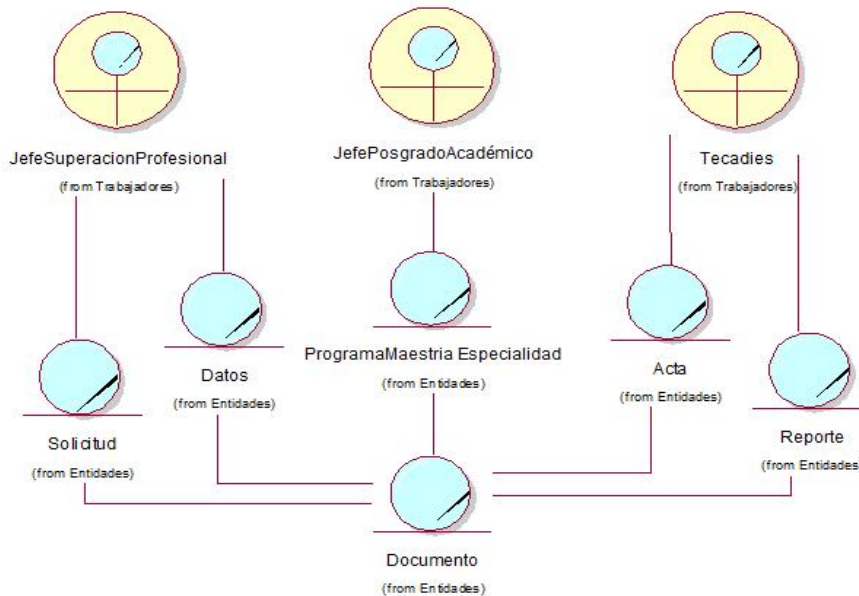 JefeSuperacionProfesional
(from Trabajadores)
JefePosgradoAcadémico
(from Trabajadores)
Tecadies
(from Trabajadores)
Datos
(from Entidades)
ProgramaMaestria Especialidad
(from Entidades)
Acta
(from Entidades)
Solicitud
(from Entidades)
Reporte
(from Entidades
Documento
(from Entidades)